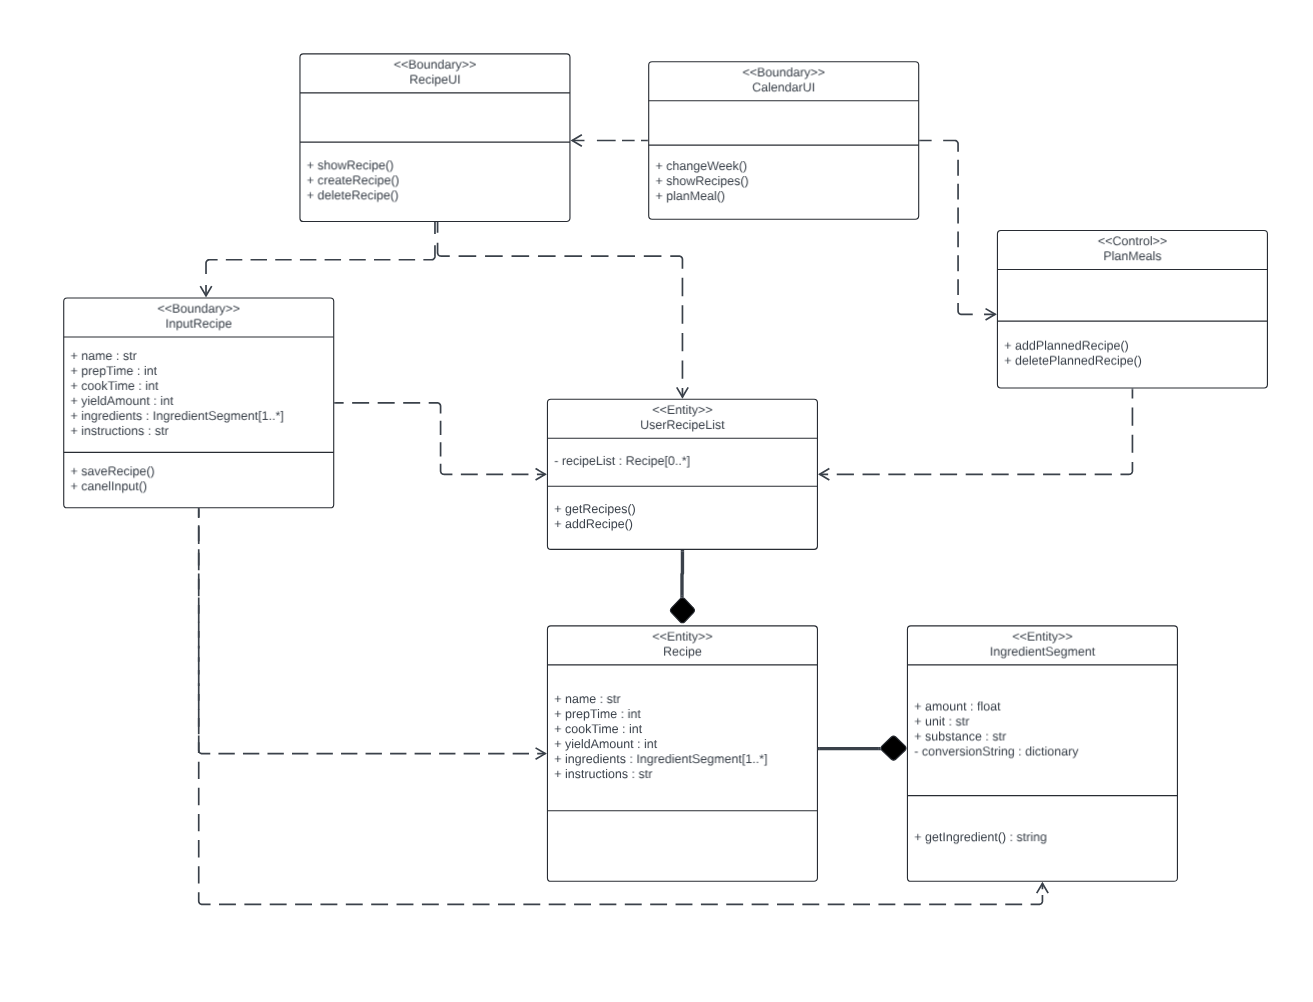 <<Boundary>>
RecipeUI
+ showRecipe()
+ createRecipe()
+ deleteRecipe()
<<Boundary>>
CalendarUI
+ changeWeek()
+ showRecipes()
+ planMeal()
<<Control>>
PlanMeals
+ addPlannedRecipe()
+ deletePlannedRecipe()
<<Boundary>>
InputRecipe
+ name : str
+ prepTime : int
+ cookTime : int
+ yieldAmount : int
+ ingredients : IngredientSegment[1..*]
+ instructions : str
+ saveRecipe()
+ canelInput()
<<Entity>>
UserRecipeList
- recipeList : Recipe[0..*]
+ getRecipes()
+ addRecipe()
<<Entity>>
Recipe
+ name : str
+ prepTime : int
+ cookTime : int
+ yieldAmount : int
+ ingredients : IngredientSegment[1..*]
+ instructions : str
<<Entity>>
IngredientSegment
+ amount : float
+ unit : str
+ substance : str
- conversionString : dictionary
+ getIngredient() : string